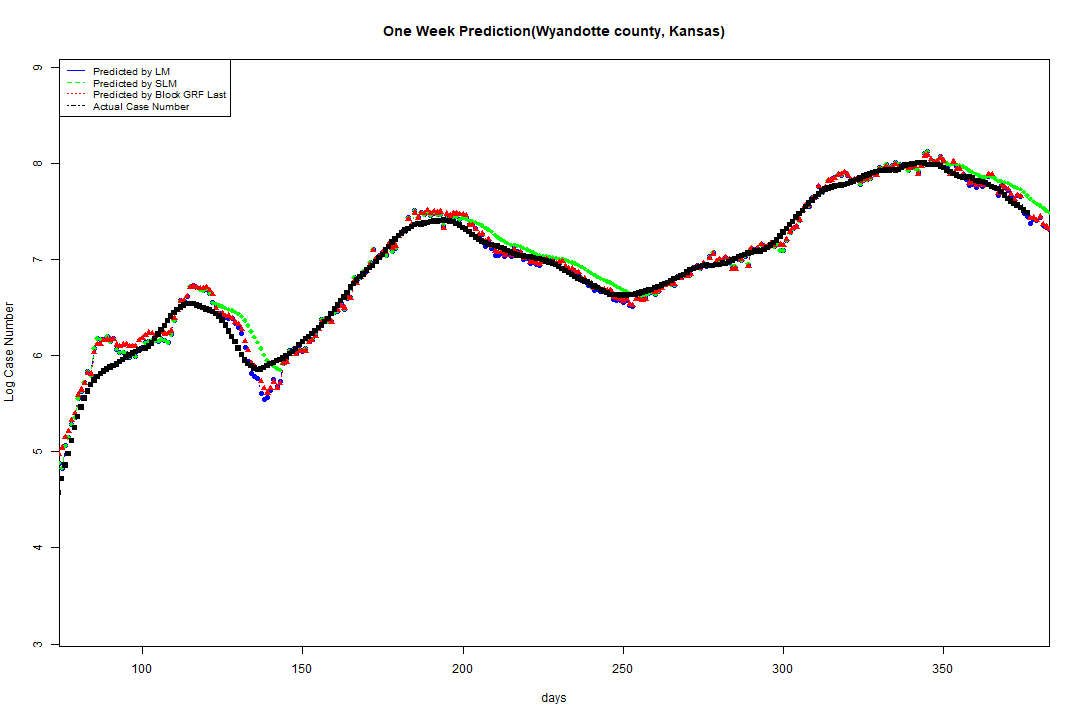 One Week Prediction(Wyandotte county, Kansas)
Predicted by LM
Predicted by SLM
Predicted by Block GRF Last
Actual Case Number
9
8
7
6
5
4
3
Log Case Number
100 150 200 250 300 350
days